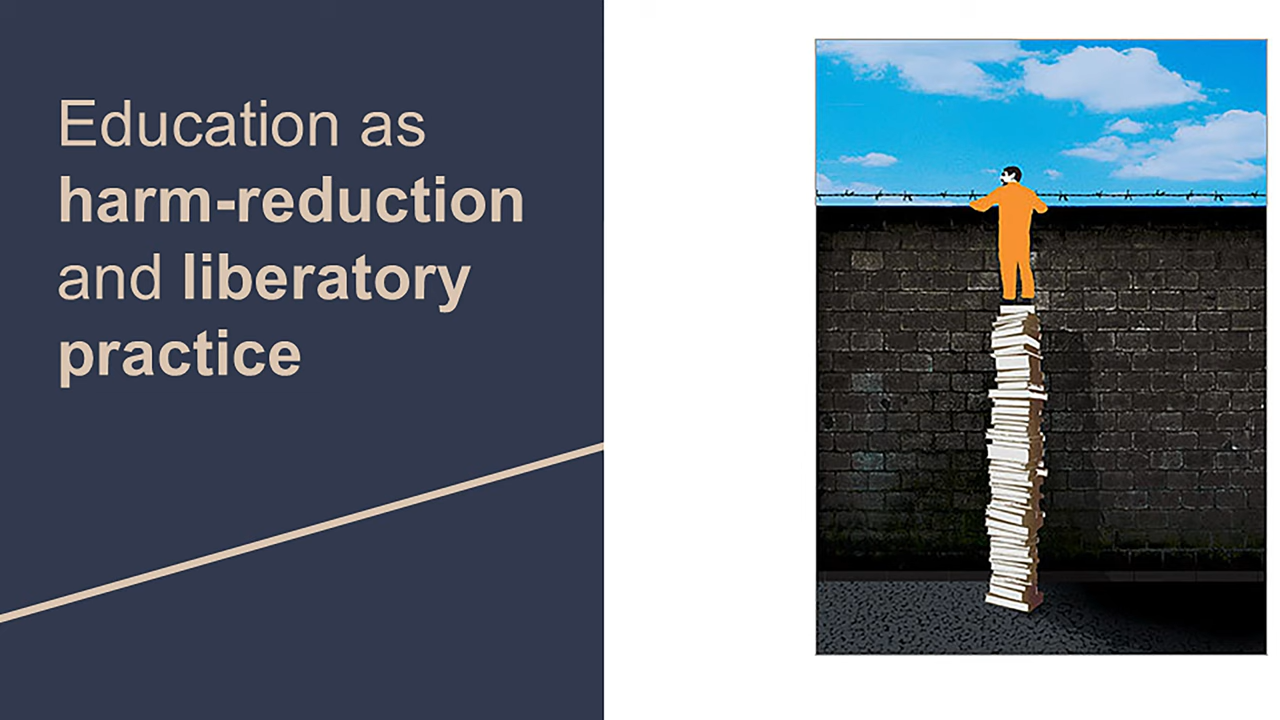 Education as
harm-reduction
and liberatory
practice